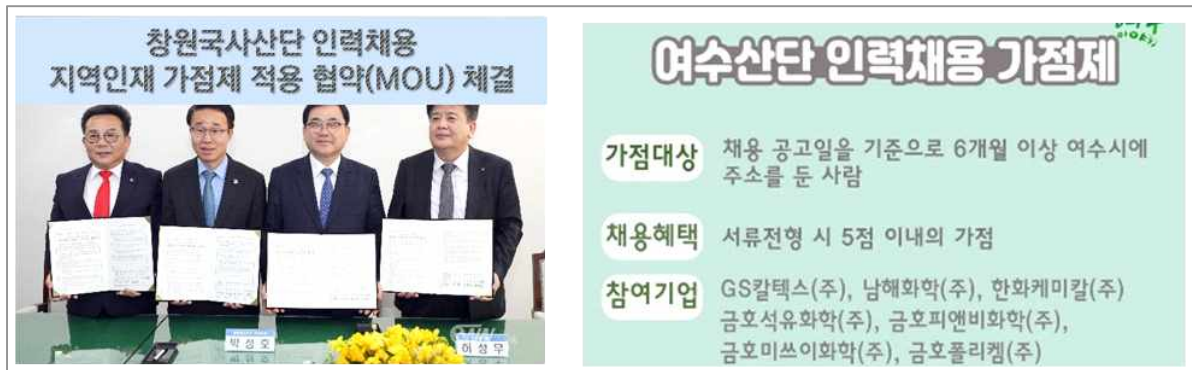 창원국사산단 인력채용
지역인재 가점제 적용 협약(MOU) 체결
박성호
허성무
여수산단 인력채용 가점제
가점대상
채용 공고일을 기준으로 6개월 이상 여수시에
주소를 둔 사람
채용혜택
서류전형 시 5점 이내의 가점
참여기업
GS칼텍스(주), 남해화학(주), 한화케미칼(주)
금호석유화학(주), 금호피앤비화학(주),
금호미쓰이화학(주), 금호폴리켐(주)